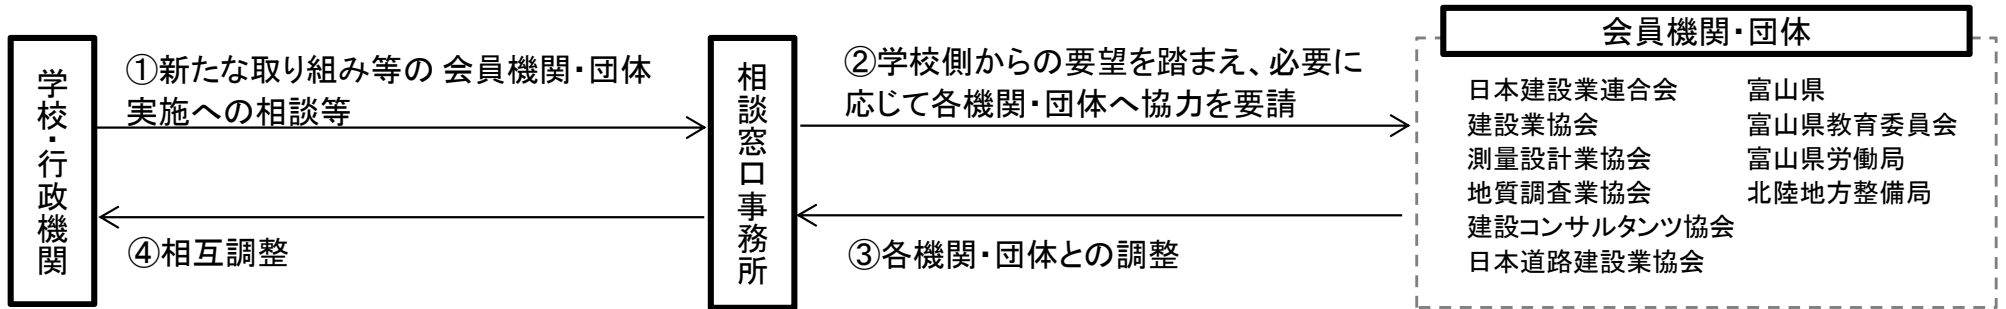 学校・行政機関
①新たな取り組み等の 会員機関・団体
実施への相談等
相談窓口事務所
②学校側からの要望を踏まえ、必要に
応じて各機関・団体へ協力を要請
③各機関・団体との調整
④相互調整
会員機関・団体
日本建設業連合会
建設業協会
測量設計業協会
地質調査業協会
建設コンサルタンツ協会
日本道路建設業協会
富山県
富山県教育委員会
富山県労働局
北陸地方整備局